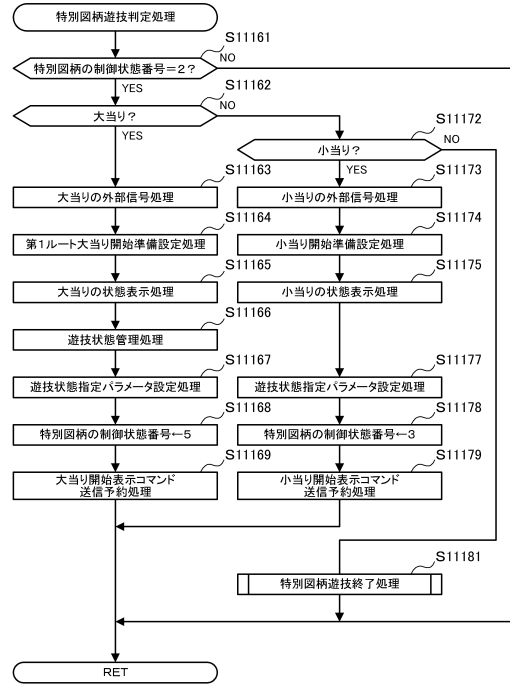 特別図柄遊技判定処理
S11161
特別図柄の制御状態番号＝2？
NO
YES
S11162
大当り？
NO
YES
S11172
小当り？
NO
YES
S11163
大当りの外部信号処理
S11173
小当りの外部信号処理
S11164
第1ルート大当り開始準備設定処理
S11174
小当り開始準備設定処理
S11165
大当りの状態表示処理
S11175
小当りの状態表示処理
S11166
遊技状態管理処理
S11167
遊技状態指定パラメータ設定処理
S11177
遊技状態指定パラメータ設定処理
S11168
特別図柄の制御状態番号←5
S11178
特別図柄の制御状態番号←3
S11169
大当り開始表示コマンド
送信予約処理
S11179
小当り開始表示コマンド
送信予約処理
S11181
特別図柄遊技終了処理
RET